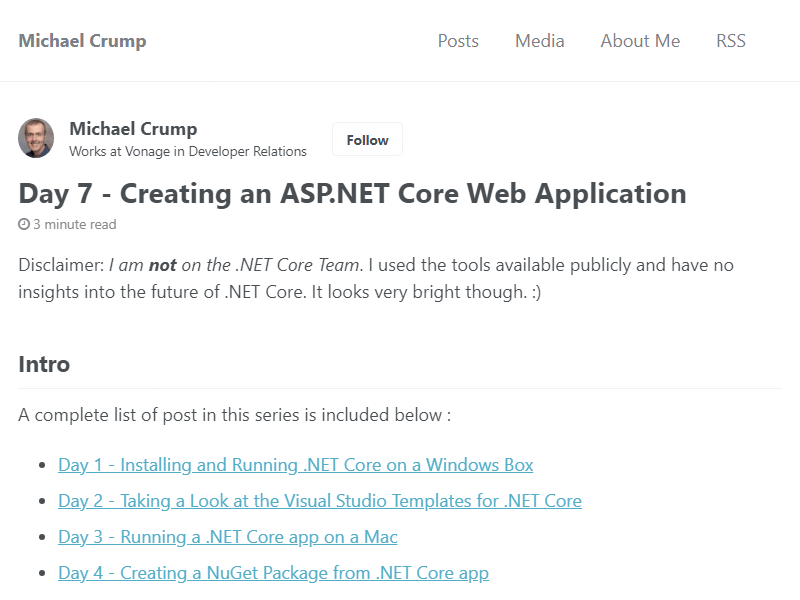 Michael Crump
Posts
Media
About Me
RSS
Michael Crump
Works at Vonage in Developer Relations
Follow
Day 7 - Creating an ASP.NET Core Web Application
3 minute read
Disclaimer: I am not on the .NET Core Team. I used the tools available publicly and have no
insights into the future of .NET Core. It looks very bright though. :)
Intro
A complete list of post in this series is included below :
Day 1 - Installing and Running .NET Core on a Windows Box
Day 2 - Taking a Look at the Visual Studio Templates for .NET Core
Day 3 - Running a .NET Core app on a Mac
Day 4 - Creating a NuGet Package from .NET Core app